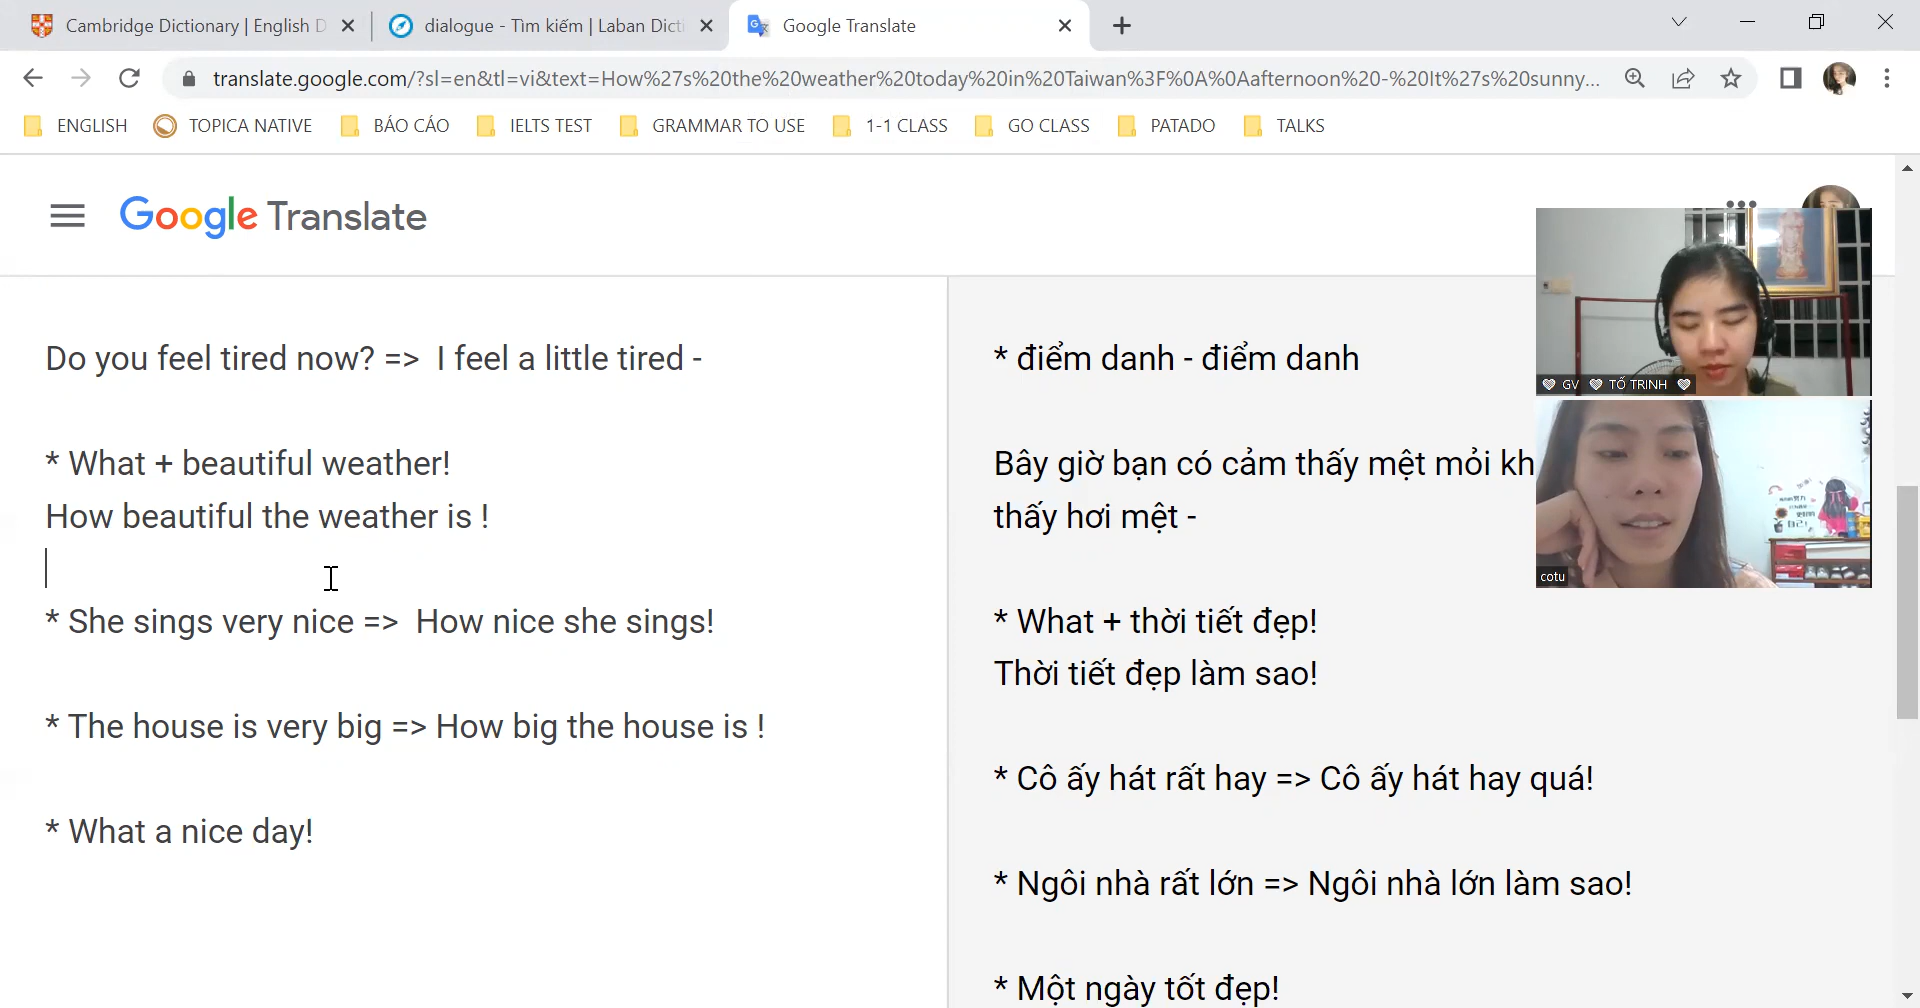 Cambridge Dictionary | English D
dialogue - Tìm kiếm | Laban Dicti
Google Translate
translate.google.com/?sl=en&tl=vi&text=How%27s%20the%20weather%20today%20in%20Taiwan%3F%0A%0Aafternoon%20-%20It%27s%20sunny...
ENGLISH
TOPICA NATIVE
BÁO CÁO
IELTS TEST
GRAMMAR TO USE
1-1 CLASS
GO CLASS
PATADO
TALKS
Google Translate
Do you feel tired now? => I feel a little tired -
* What + beautiful weather!
How beautiful the weather is !
* She sings very nice => How nice she sings!
* The house is very big => How big the house is !
* What a nice day!
* điểm danh - điểm danh
Bây giờ bạn có cảm thấy mệt mỏi kh
thấy hơi mệt -
* What + thời tiết đẹp!
Thời tiết đẹp làm sao!
* Cô ấy hát rất hay => Cô ấy hát hay quá!
* Ngôi nhà rất lớn => Ngôi nhà lớn làm sao!
* Một ngày tốt đẹp!
GV TỐ TRINH
cotu